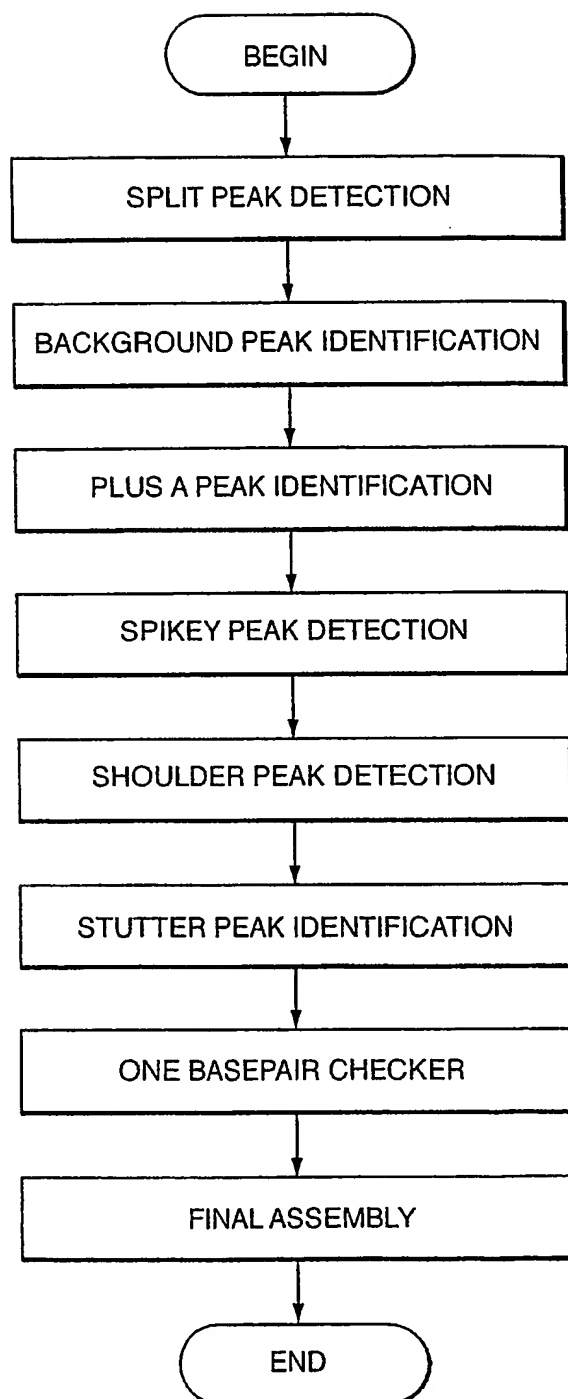 BEGIN
SPLIT PEAK DETECTION
BACKGROUND PEAK IDENTIFICATION
PLUS A PEAK IDENTIFICATION
SPIKEY PEAK DETECTION
SHOULDER PEAK DETECTION
STUTTER PEAK IDENTIFICATION
ONE BASEPAIR CHECKER
FINAL ASSEMBLY
END